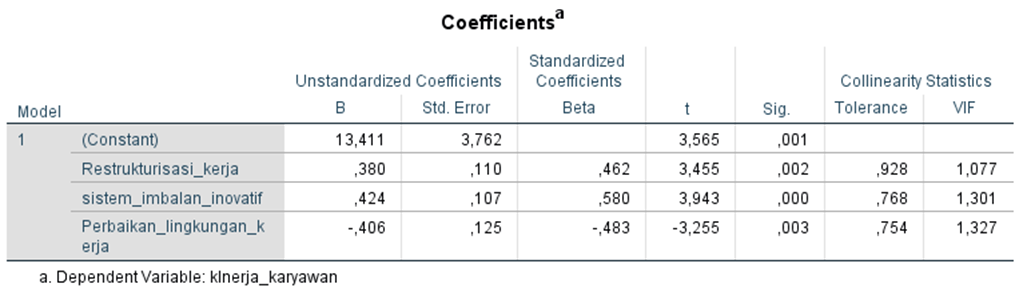 Coefficientsa
Unstandardized Coefficients Standardized Coefficients Collinearity Statistics
Model B Std. Error Beta t Sig. Tolerance VIF
1 (Constant) 13,411 3,762 3,565 ,001
Restrukturisasi_kerja ,380 ,110 ,462 3,455 ,002 ,928 1,077
sistem_imbalan_inovatif ,424 ,107 ,580 3,943 ,000 ,768 1,301
Perbaikan_lingkungan_k
erja -,406 ,125 -,483 -3,255 ,003 ,754 1,327
a. Dependent Variable: kInerja_karyawan